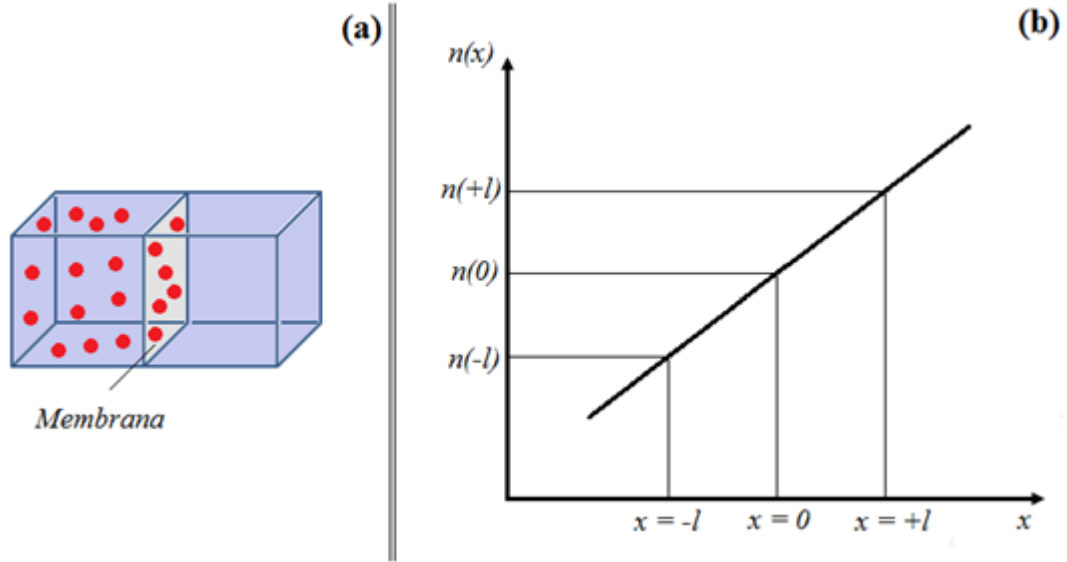 (a)
Membrana
(b)
n(x)
n(+l)
n(0)
n(-l)
x = -l x = 0 x = +l x